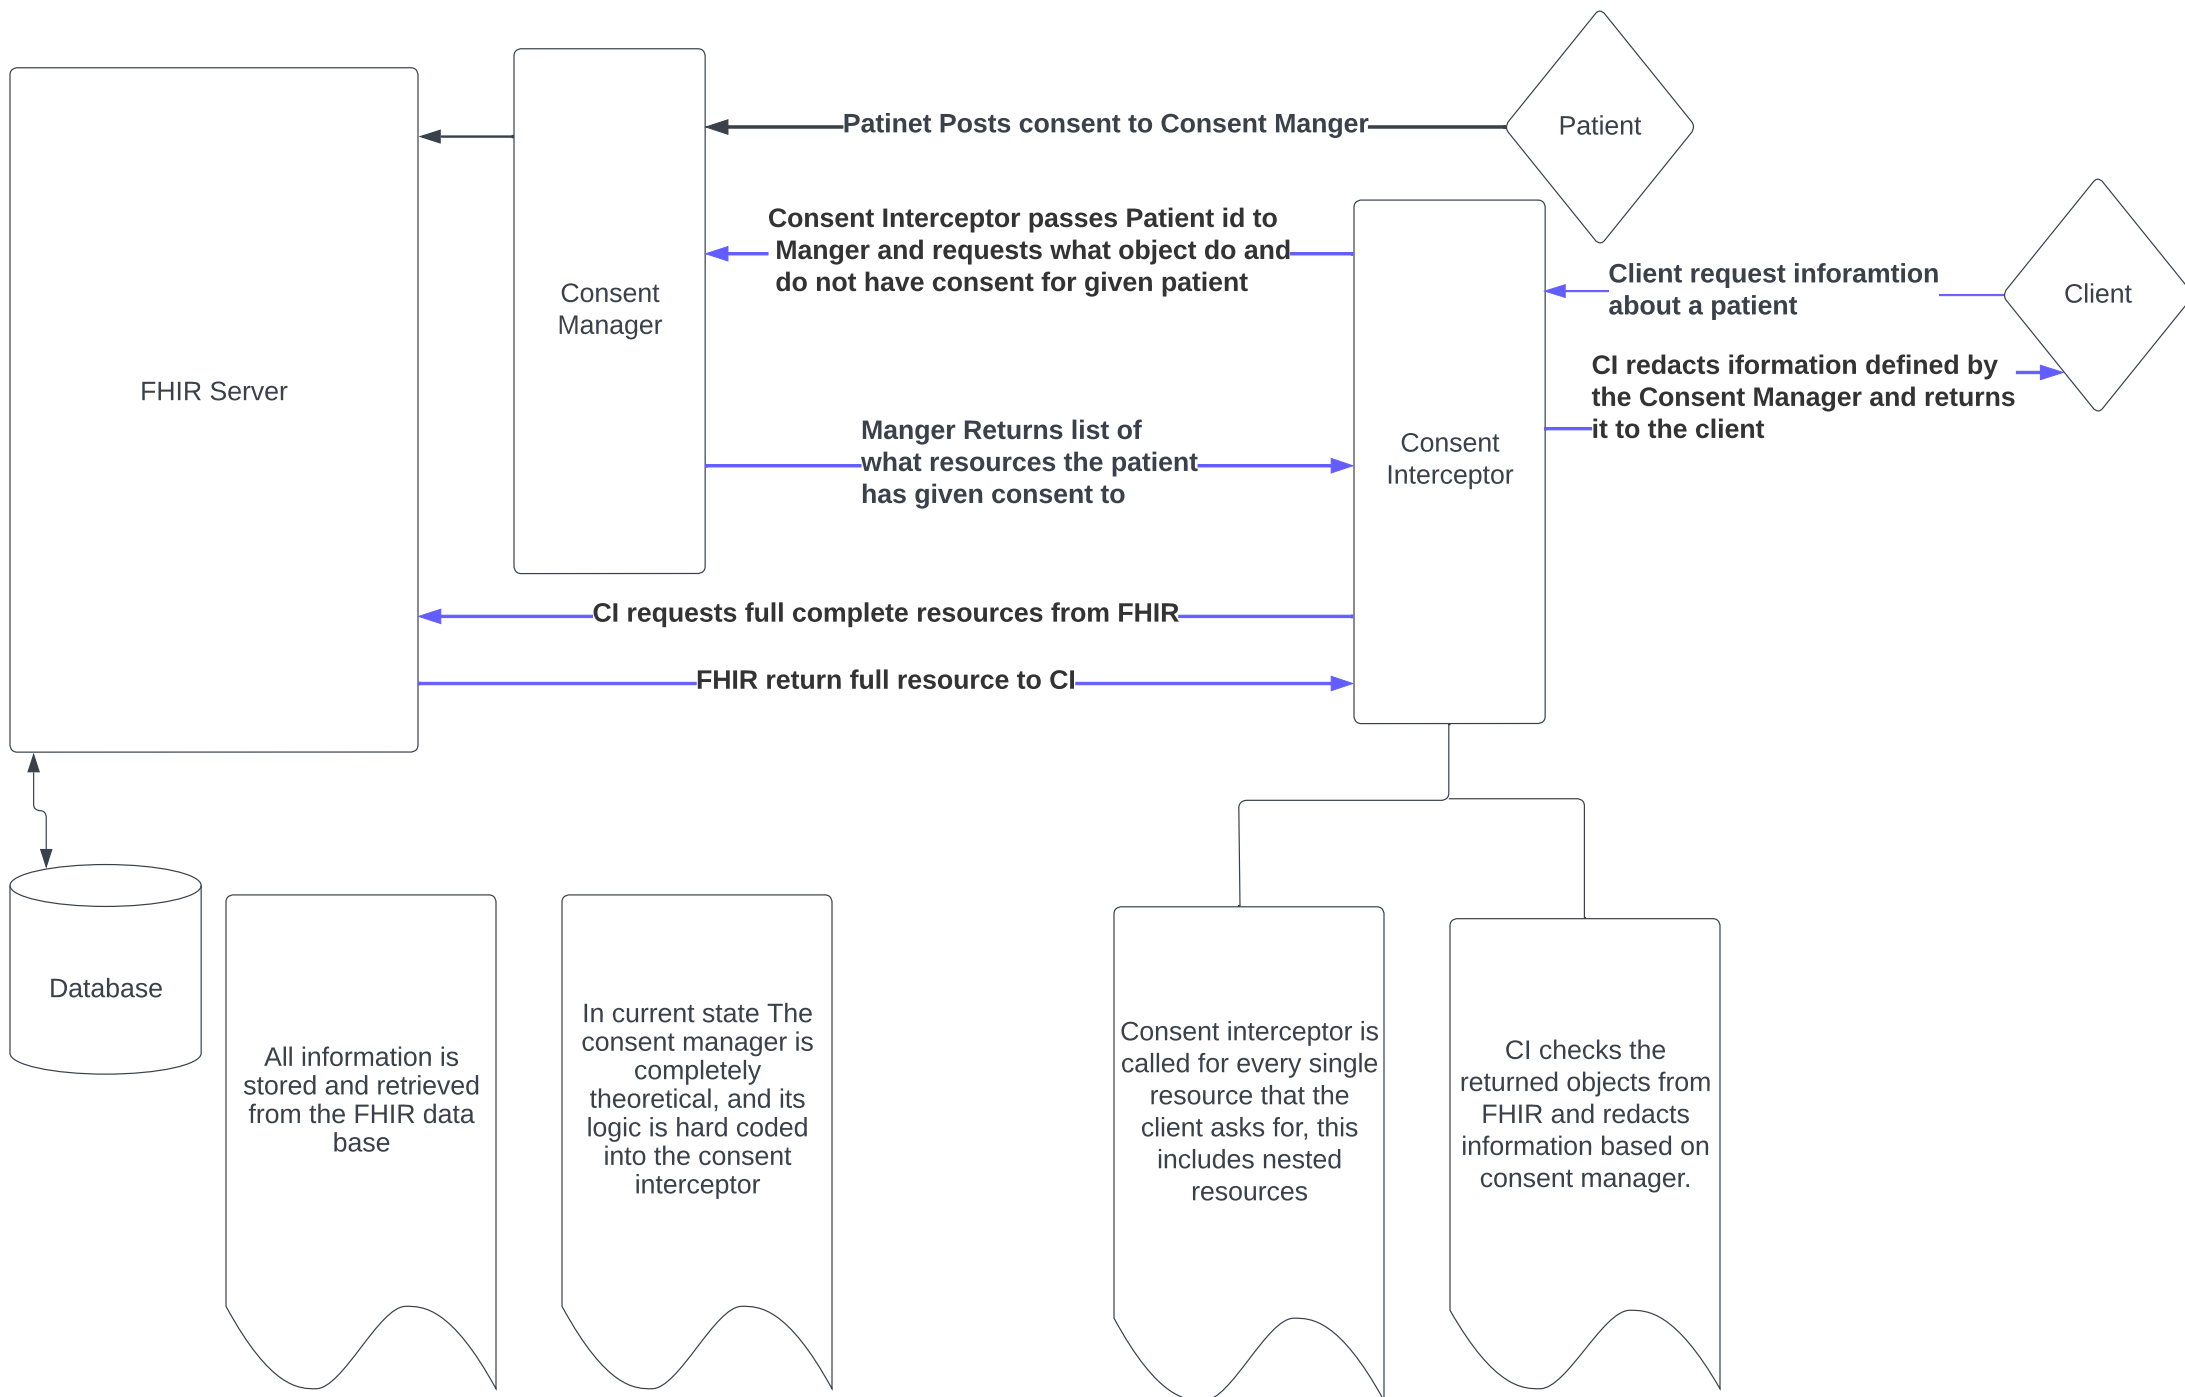 Patinet Posts consent to Consent Manger
Patient
Consent Interceptor passes Patient id to
Manger and requests what object do and
do not have consent for given patient
Client request inforamtion
about a patient
Client
Consent
Manager
FHIR Server
CI redacts iformation defined by
the Consent Manager and returns
it to the client
Manger Returns list of
what resources the patient
has given consent to
Consent
Interceptor
CI requests full complete resources from FHIR
FHIR return full resource to CI
Database
All information is
stored and retrieved
from the FHIR data
base
In current state The
consent manager is
completely
theoretical, and its
logic is hard coded
into the consent
interceptor
Consent interceptor is
called for every single
resource that the
client asks for, this
includes nested
resources
CI checks the
returned objects from
FHIR and redacts
information based on
consent manager.